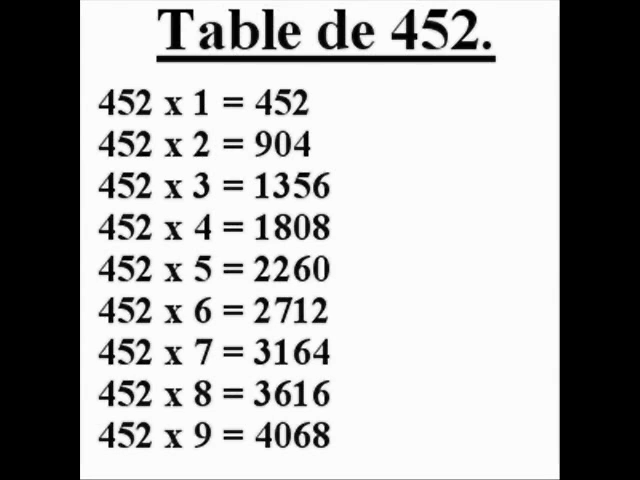 Table de 452.
452 x 1 = 452
452 x 2 = 904
452 x 3 = 1356
452 x 4 = 1808
452 x 5 = 2260
452 x 6 = 2712
452 x 7 = 3164
452 x 8 = 3616
452 x 9 = 4068